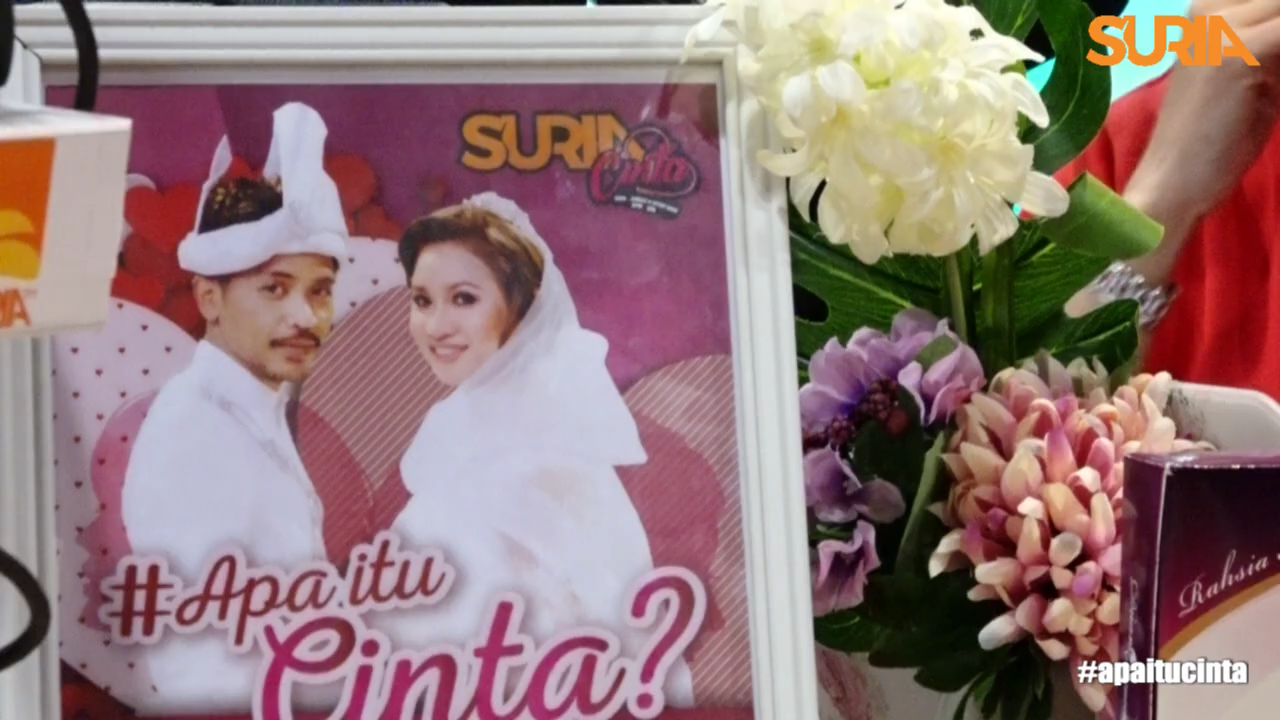 SURIA
SURIA
Cinta
#Apa itu
Cinta?
Rahsia
#apaitucinta